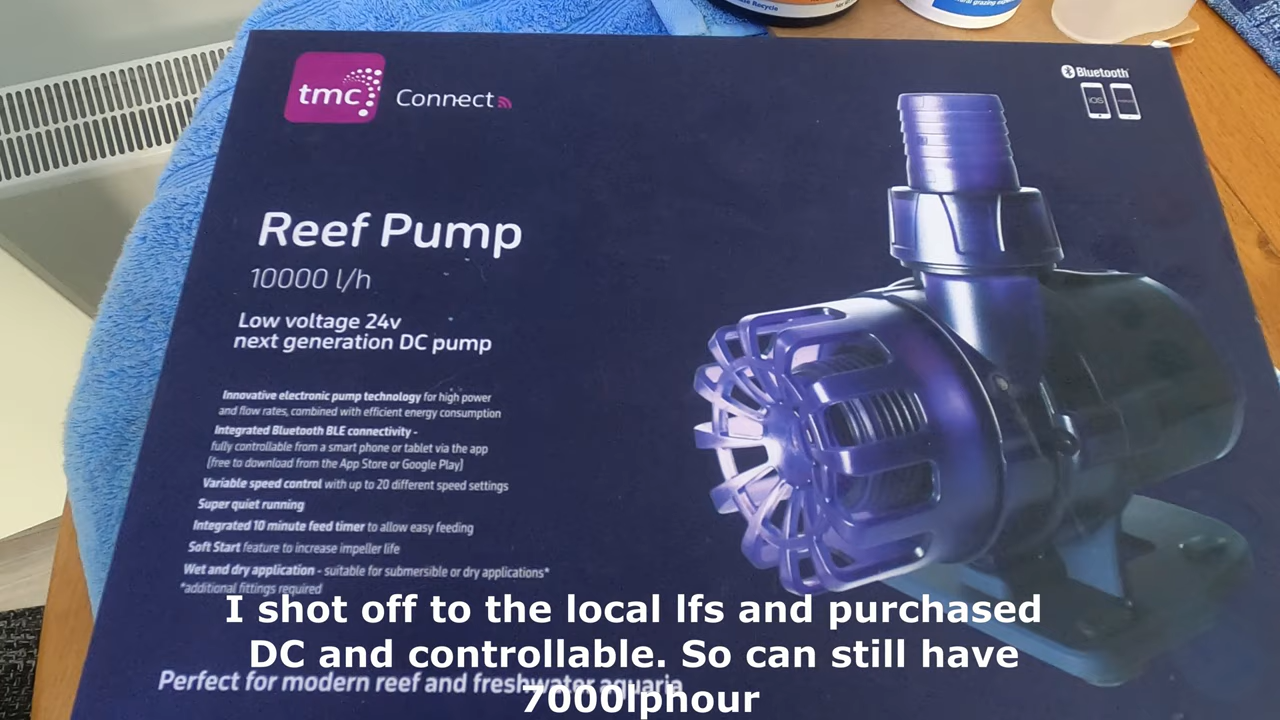 tmc
Connect
Bluetooth
iOS
Reef Pump
10000 l/h
Low voltage 24v
next generation DC pump
Innovative electronic pump technology for high power
and flow rates, combined with efficient energy consumption
Integrated Bluetooth BLE connectivity -
fully controllable from a smart phone or tablet via the app
(free to download from the App Store or Google Play)
Variable speed control with up to 20 different speed settings
Super quiet running
Integrated 10 minute feed timer to allow easy feeding
Soft Start feature to increase impeller life
Wet and dry application - suitable for submersible or dry applications*
*additional fittings required
I shot off to the local lfs and purchased
DC and controllable. So can still have
7000lphour
Perfect for modern reef and freshwater aquaria